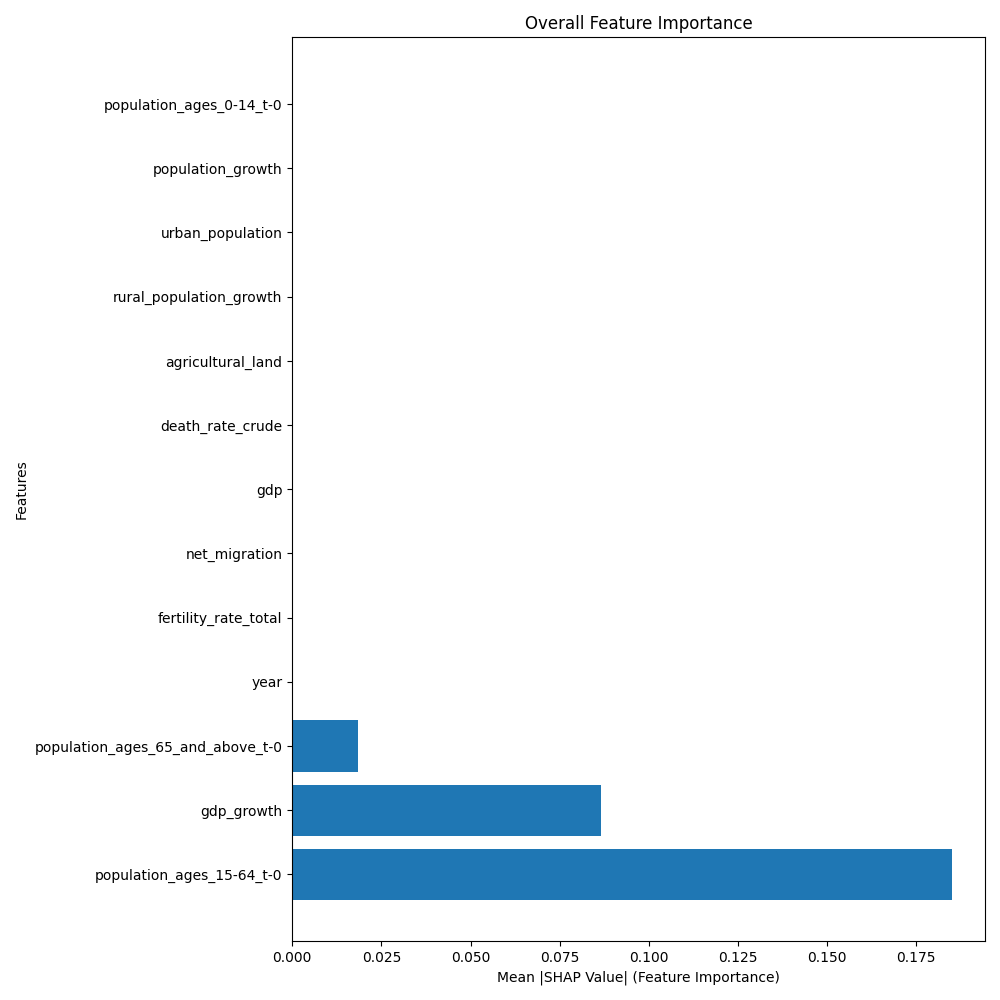 Overall Feature Importance
population_ages_0-14_t-0
population_growth
urban_population
rural_population_growth
agricultural_land
death_rate_crude
gdp
net_migration
fertility_rate_total
year
population_ages_65_and_above_t-0
gdp_growth
population_ages_15-64_t-0
Features
0.000 0.025 0.050 0.075 0.100 0.125 0.150 0.175
Mean |SHAP Value| (Feature Importance)